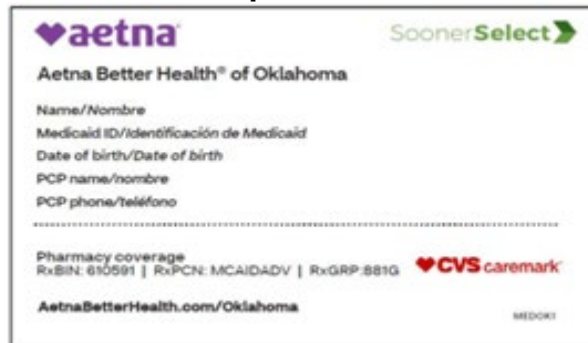 aetna SoonerSelect
Aetna Better Health® of Oklahoma
Name/Nombre
Medicaid ID/Identificación de Medicaid
Date of birth/Date of birth
PCP name/nombre
PCP phone/teléfono
Pharmacy coverage
RxBIN: 610591 | RxPCN: MCAIDADV | RxGRP:881G
CVS caremark
AetnaBetterHealth.com/Oklahoma
MEDOK1